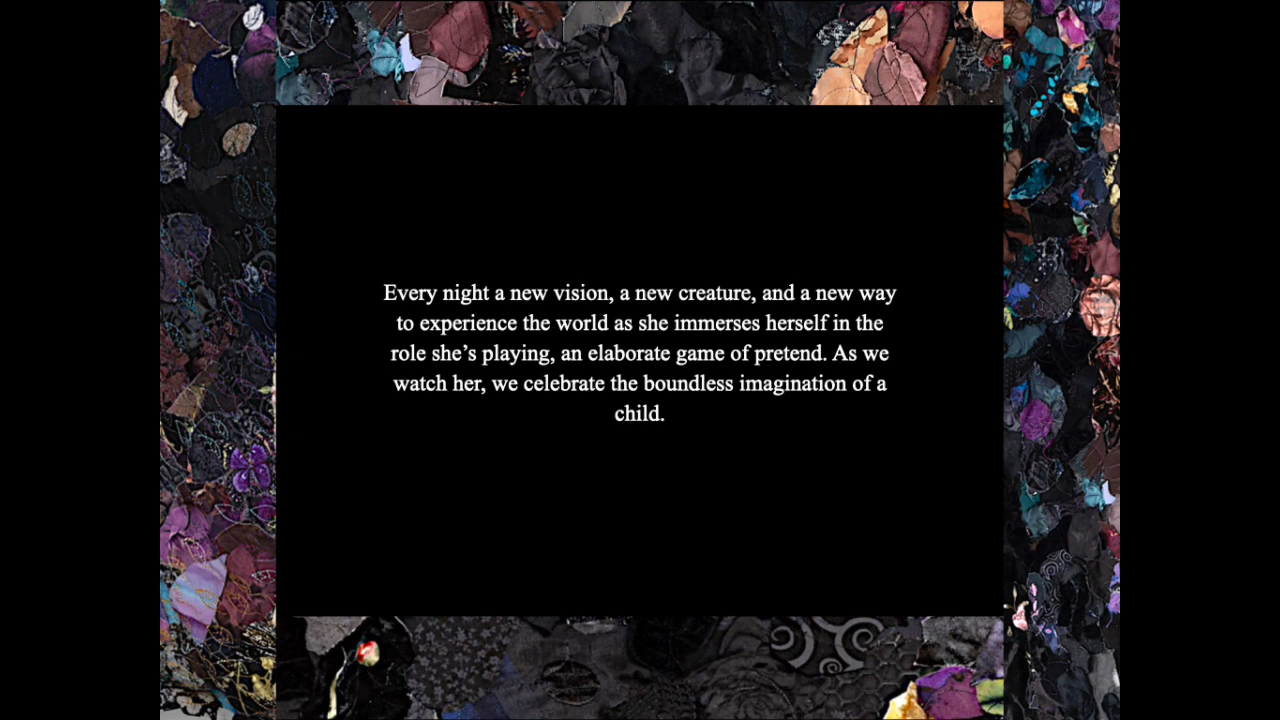 Every night a new vision, a new creature, and a new way
to experience the world as she immerses herself in the
role she’s playing, an elaborate game of pretend. As we
watch her, we celebrate the boundless imagination of a
child.